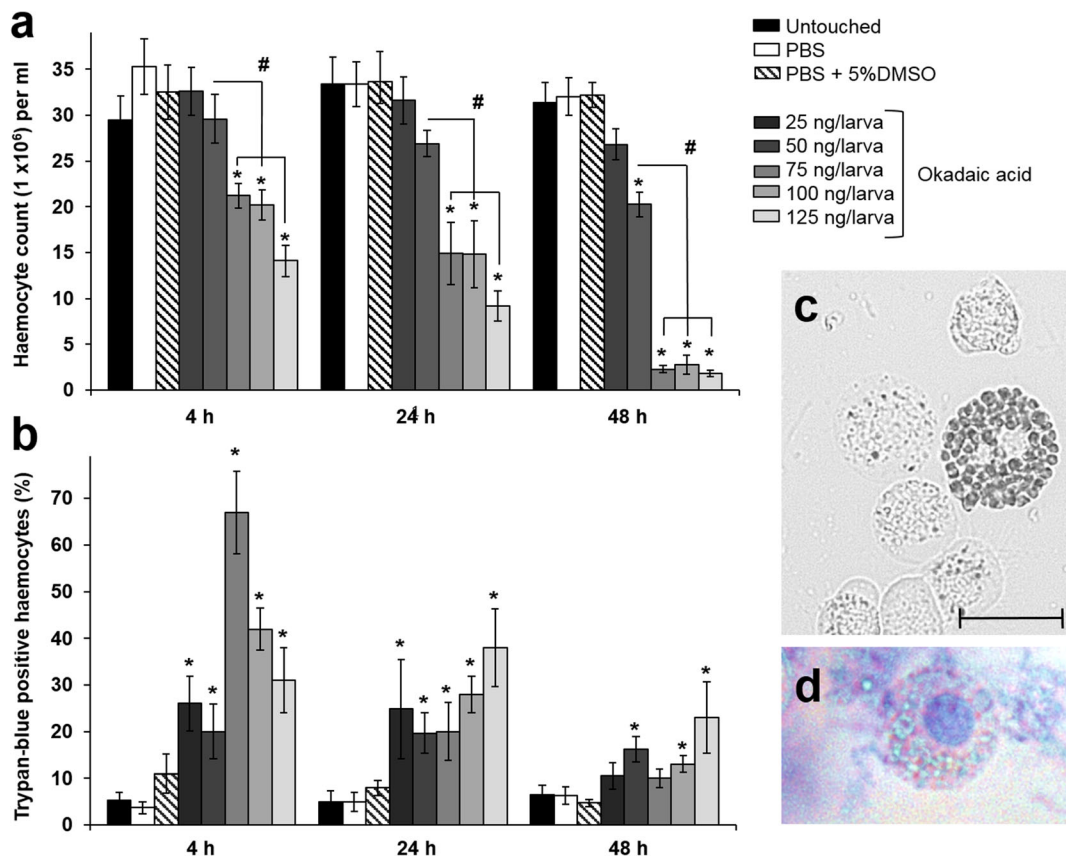 a
Haemocyte count (1 x10⁶) per ml
35
30
25
20
15
10
5
0
#
* * *
#
* * *
#
* * * *
4 h 24 h 48 h
Untouched
PBS
PBS + 5%DMSO
25 ng/larva
50 ng/larva
75 ng/larva
100 ng/larva
125 ng/larva
Okadaic acid
b
Trypan-blue positive haemocytes (%)
70
60
50
40
30
20
10
0
* * * * *
* * * * *
* * *
4 h 24 h 48 h
c
d